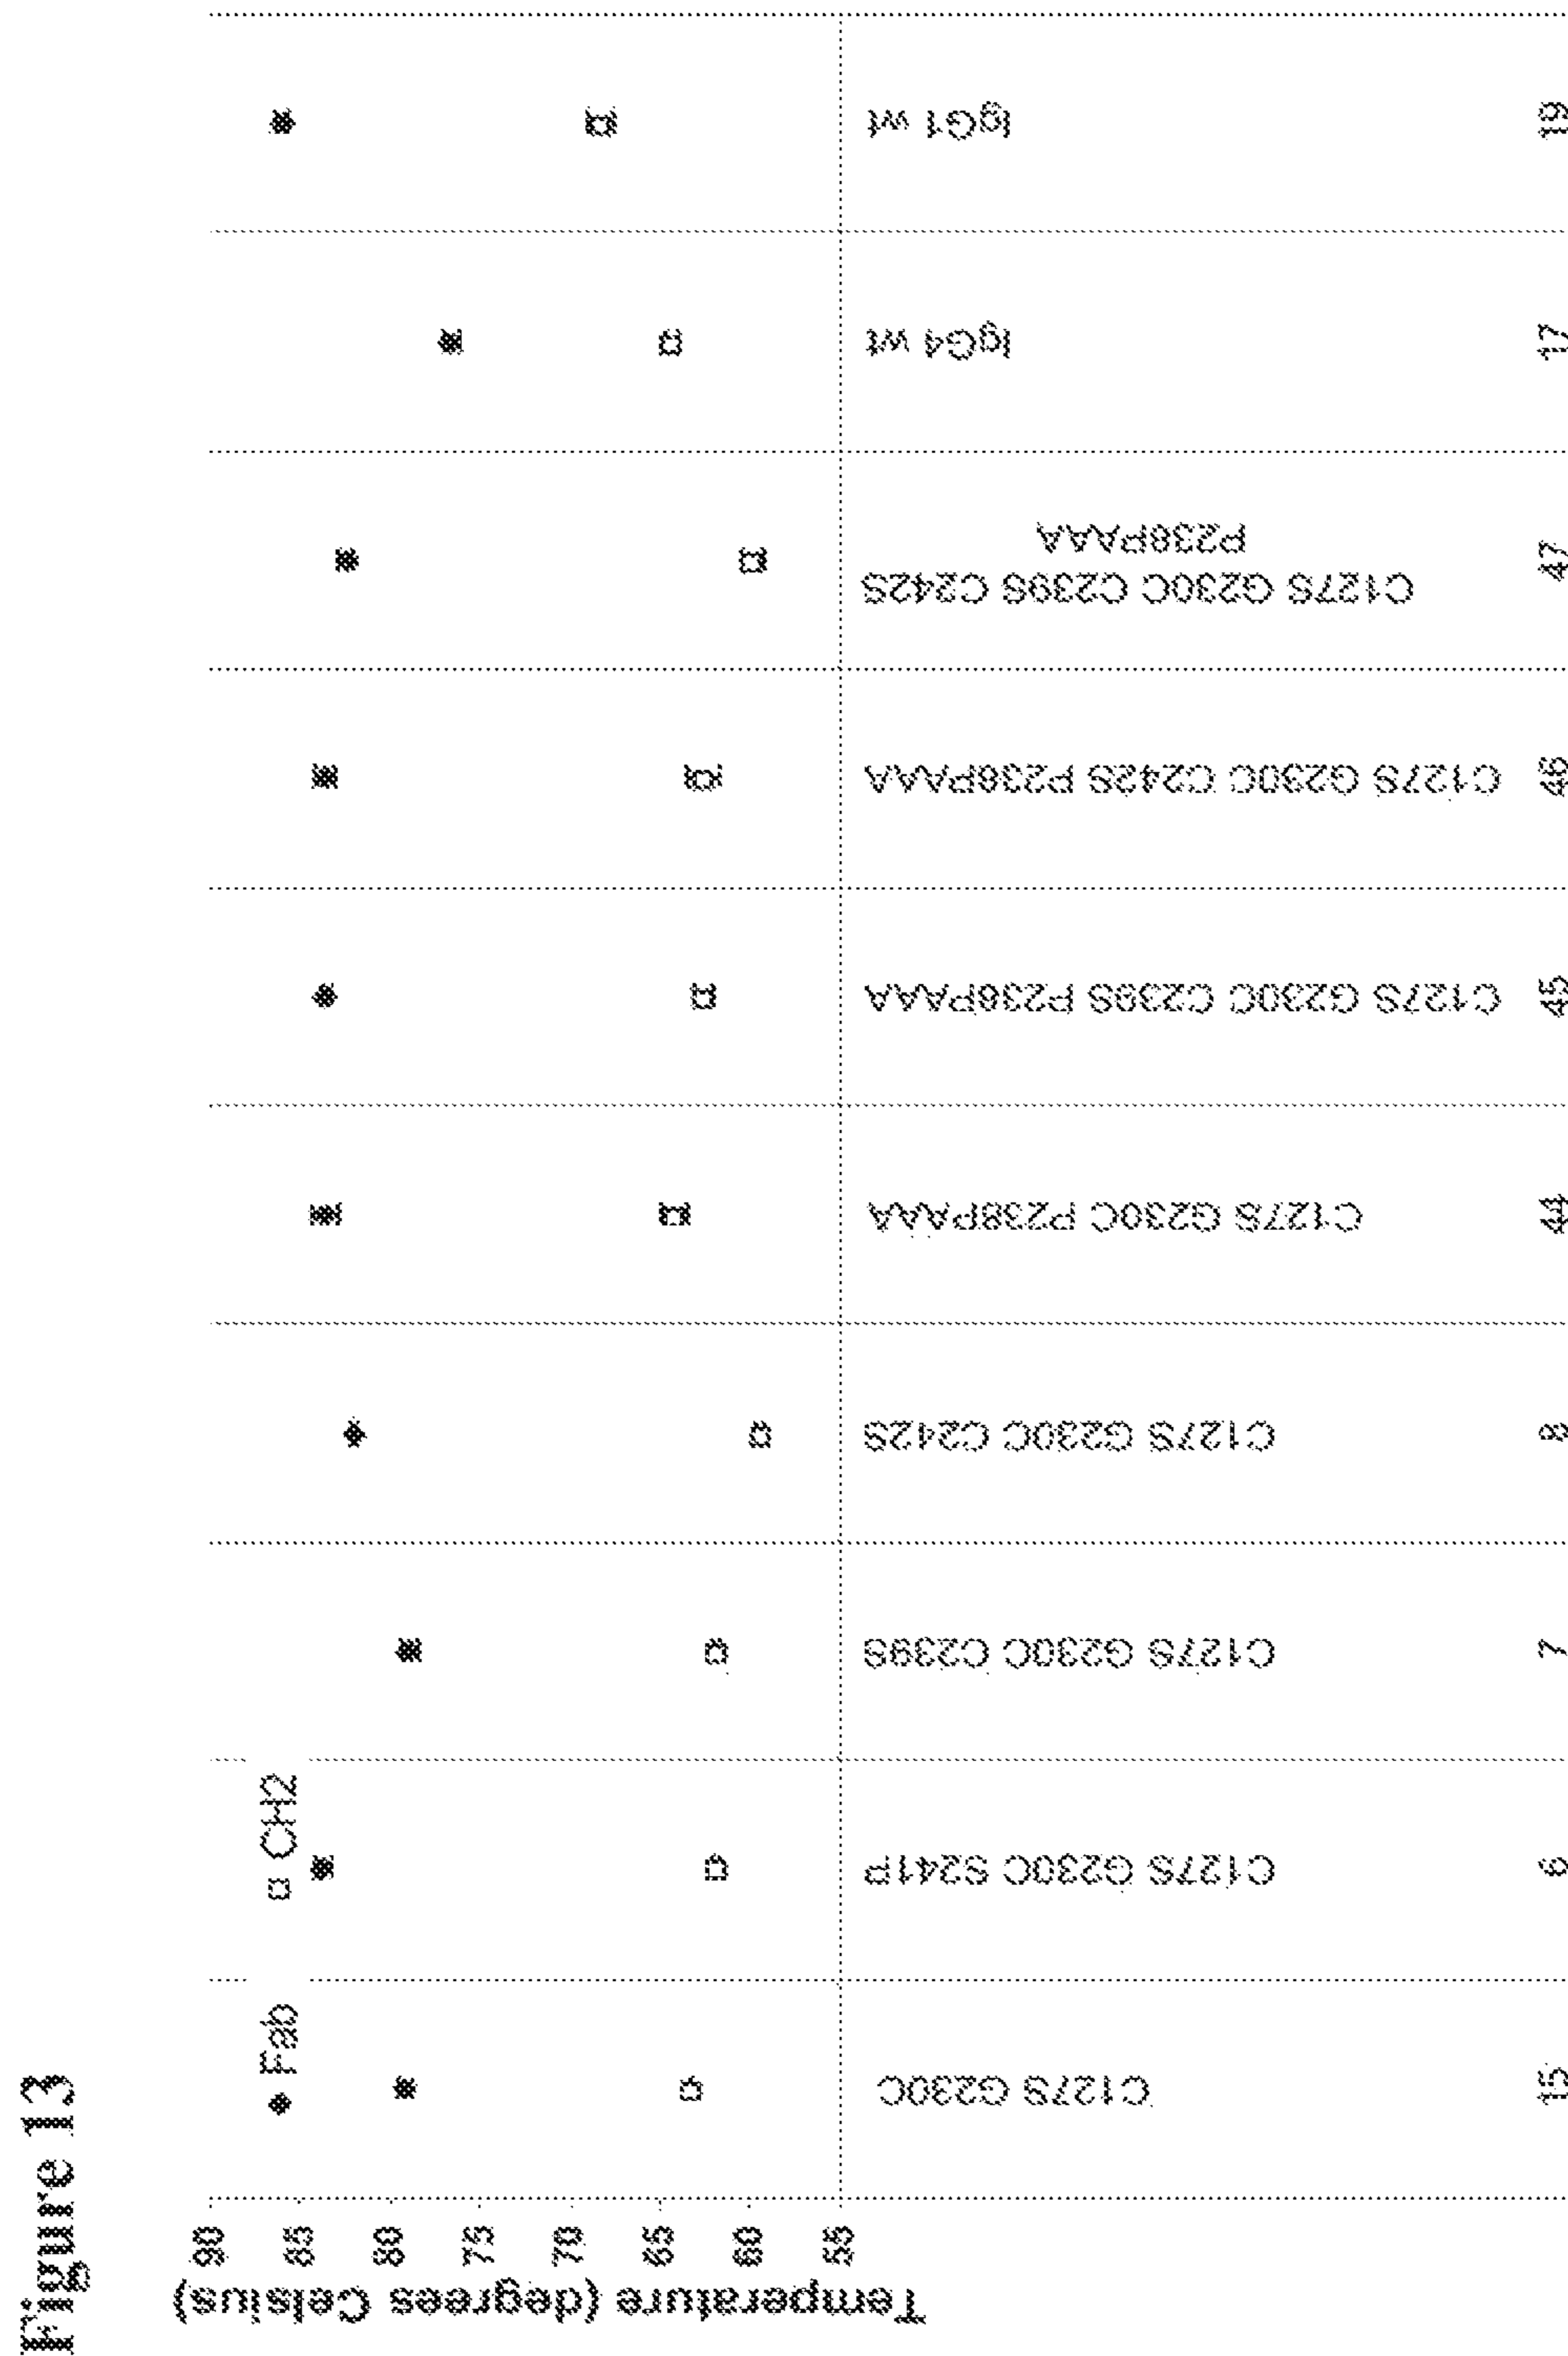 Figure 13
Temperature (degrees Celsius)
90
85
80
75
70
65
60
55
Fab
CH2
C127S G230C
15
C127S G230C S241P
6
C127S G230C C239S
7
C127S G230C C242S
8
C127S G230C P238PAAA
44
C127S G230C C239S P238PAAA
45
C127S G230C C242S P238PAAA
46
C127S G230C C239S C242S
P238PAAA
47
IgG4 wt
17
IgG1 wt
19